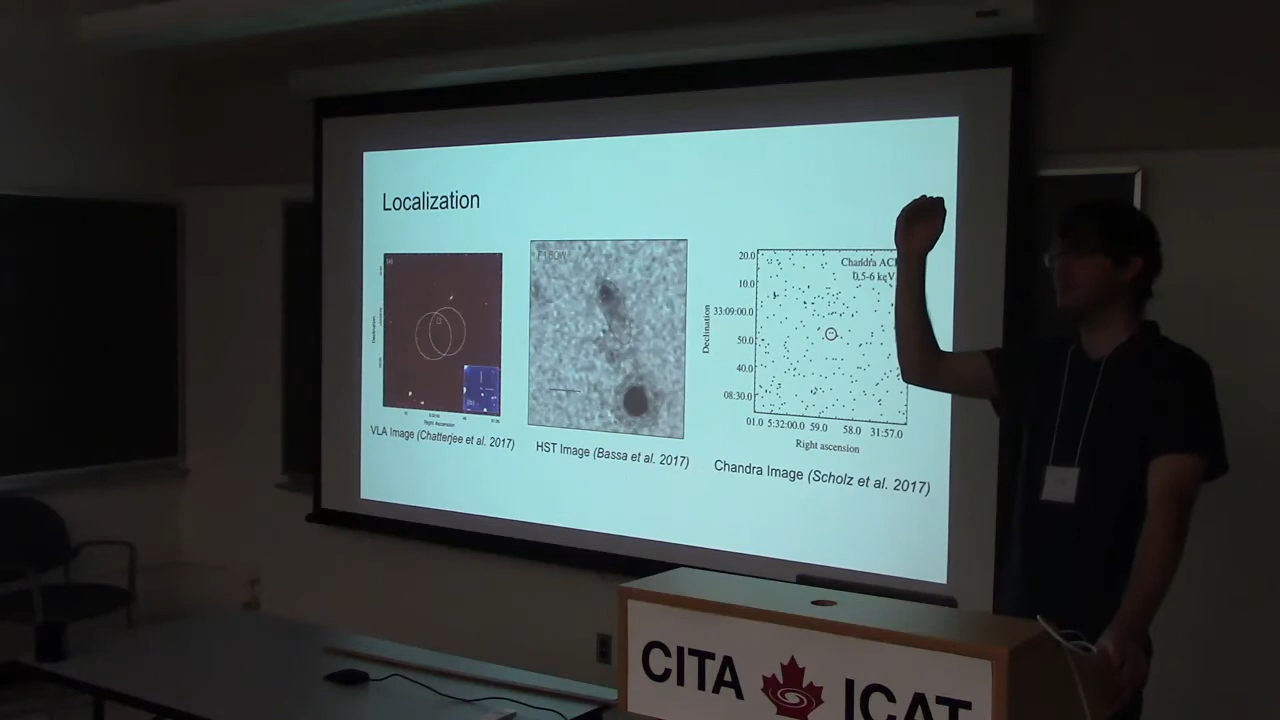 Localization
F160W
Chandra
0.5-6 keV
20.0
10.0
33:09:00.0
50.0
40.0
08:30.0
Declination
01.0 5:32:00.0 59.0 58.0 31:57.0
Right ascension
Declination
Right Ascension
VLA Image (Chatterjee et al. 2017)
HST Image (Bassa et al. 2017)
Chandra Image (Scholz et al. 2017)
CITA ICAT